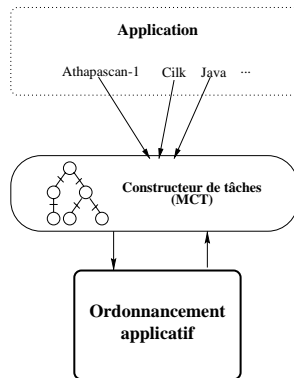 Application
Athapascan-1 Cilk Java ...
Constructeur de tâches
(MCT)
Ordonnancement
applicatif